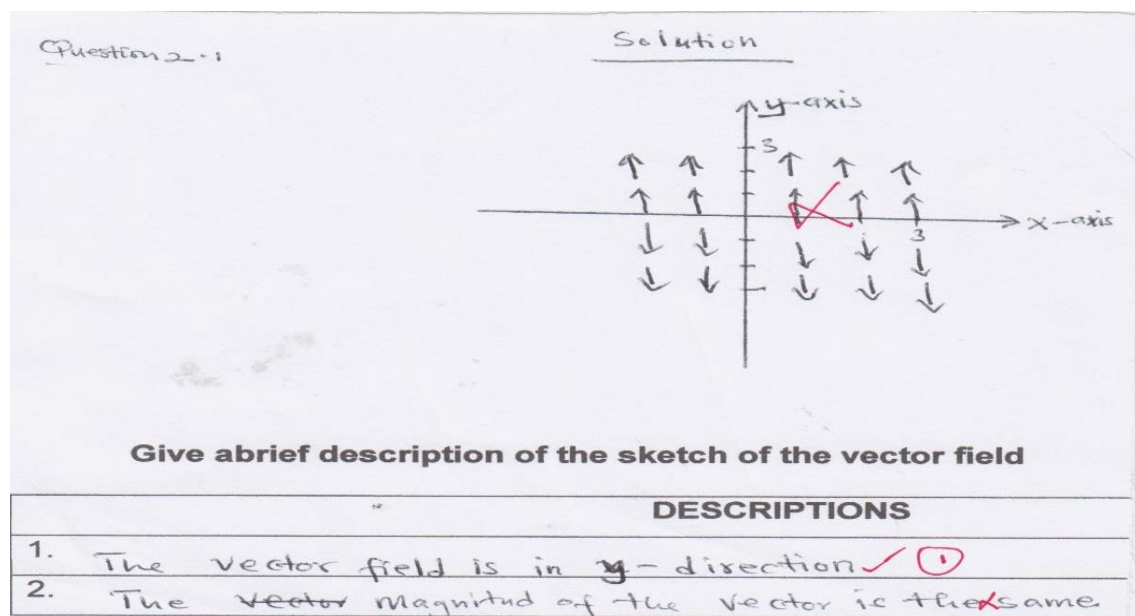 Question 2.1
Solution
y-axis
3
x-axis
3
Give abrief description of the sketch of the vector field
DESCRIPTIONS
1. The vector field is in y-direction ✓ 1
2. The vector magnitud of the vector is the same